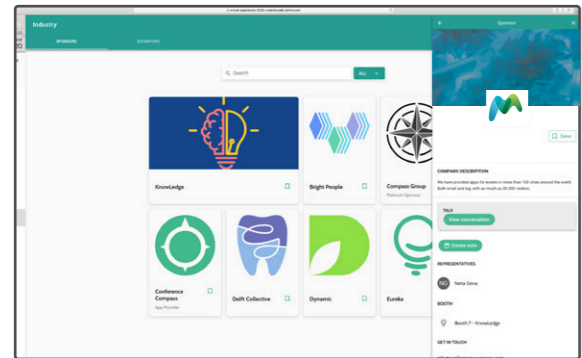 Industry
SPONSORS
EXHIBITORS
Search
ALL
KnowLedge
Bright People
Compass Group
Platinum Sponsor
Conference
Compass
App Provider
Delft Collective
Dynamic
Eureka
Sponsor
Save
COMPANY DESCRIPTION
We have provided apps for events in more than 100 cities around the world.
Both small and big, with as much as 20.000 visitors.
TALK
View conversation
Create note
REPRESENTATIVES
NG
Neta Geva
BOOTH
Booth 7 - KnowLedge
GET IN TOUCH